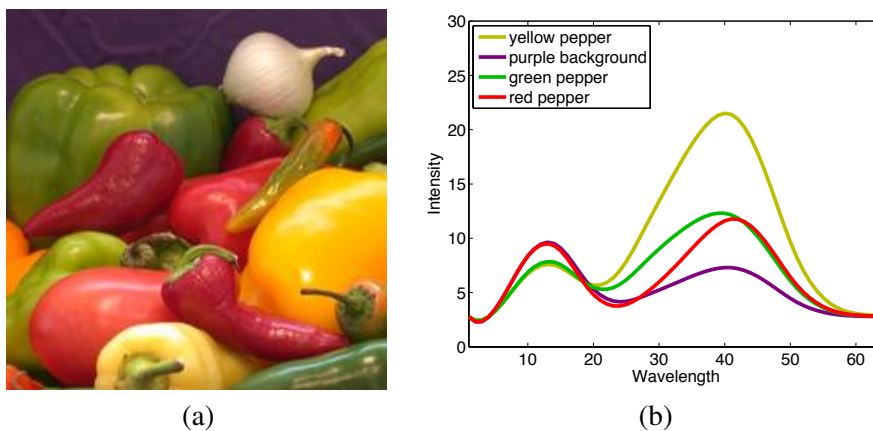 30
25
20
15
10
5
0
Intensity
yellow pepper
purple background
green pepper
red pepper
10 20 30 40 50 60
Wavelength
(a) (b)